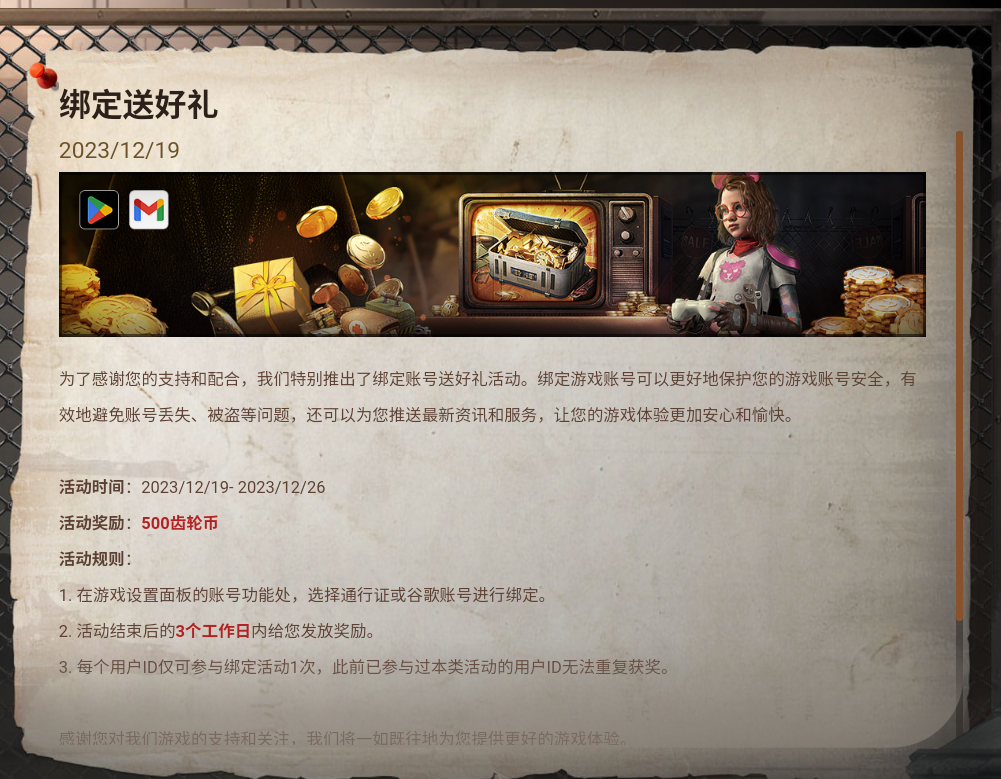 绑定送好礼
2023/12/19
为了感谢您的支持和配合，我们特别推出了绑定账号送好礼活动。绑定游戏账号可以更好地保护您的游戏账号安全，有
效地避免账号丢失、被盗等问题，还可以为您推送最新资讯和服务，让您的游戏体验更加安心和愉快。
活动时间：2023/12/19- 2023/12/26
活动奖励：500齿轮币
活动规则：
1. 在游戏设置面板的账号功能处，选择通行证或谷歌账号进行绑定。
2. 活动结束后的3个工作日内给您发放奖励。
3. 每个用户ID仅可参与绑定活动1次，此前已参与过本类活动的用户ID无法重复获奖。
感谢您对我们游戏的支持和关注，我们将一如既往地为您提供更好的游戏体验。